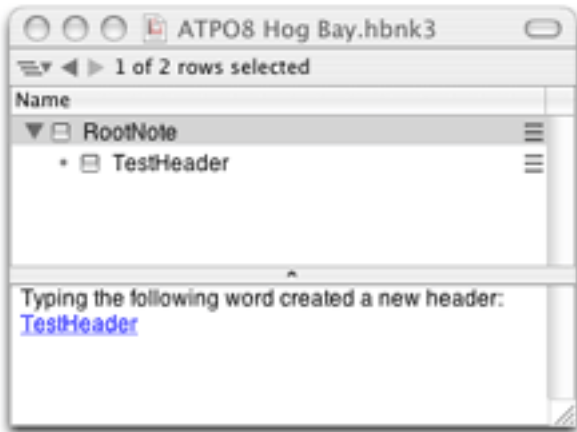 ATPO8 Hog Bay.hbnk3
1 of 2 rows selected
Name
RootNote
TestHeader
Typing the following word created a new header:
TestHeader